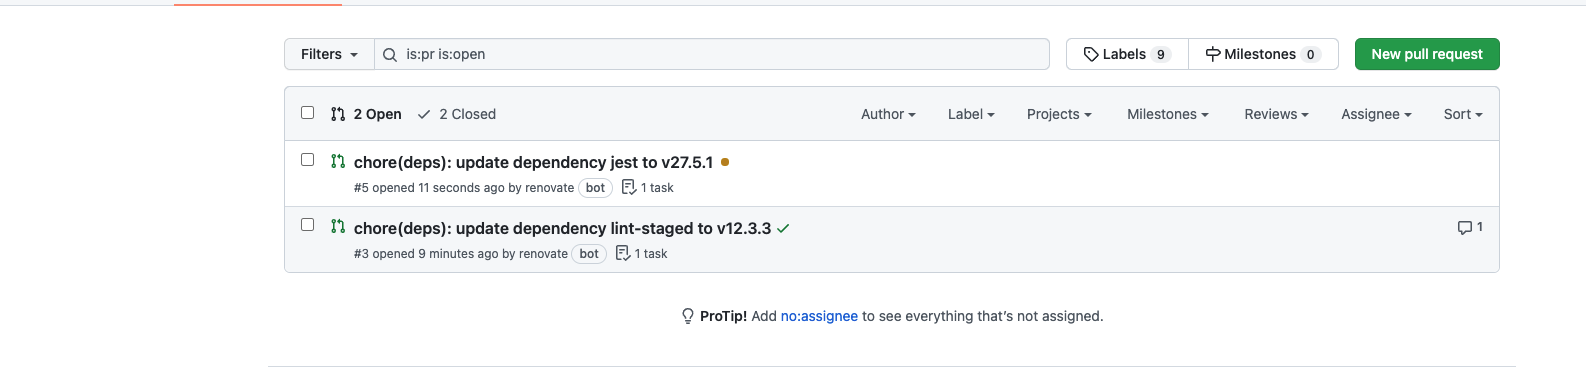 Filters is:pr is:open Labels 9 Milestones 0 New pull request
2 Open 2 Closed Author Label Projects Milestones Reviews Assignee Sort
chore(deps): update dependency jest to v27.5.1
#5 opened 11 seconds ago by renovate bot 1 task
chore(deps): update dependency lint-staged to v12.3.3 1
#3 opened 9 minutes ago by renovate bot 1 task
ProTip! Add no:assignee to see everything that's not assigned.